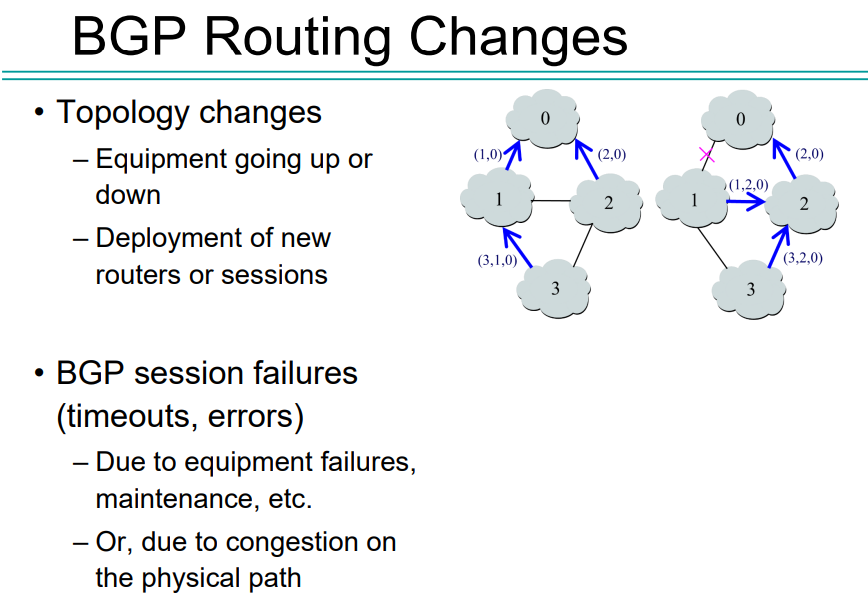 BGP Routing Changes
• Topology changes
– Equipment going up or
down
– Deployment of new
routers or sessions
• BGP session failures
(timeouts, errors)
– Due to equipment failures,
maintenance, etc.
– Or, due to congestion on
the physical path
0
(1,0)
(2,0)
1
2
(3,1,0)
3
0
(2,0)
(1,2,0)
1
2
(3,2,0)
3